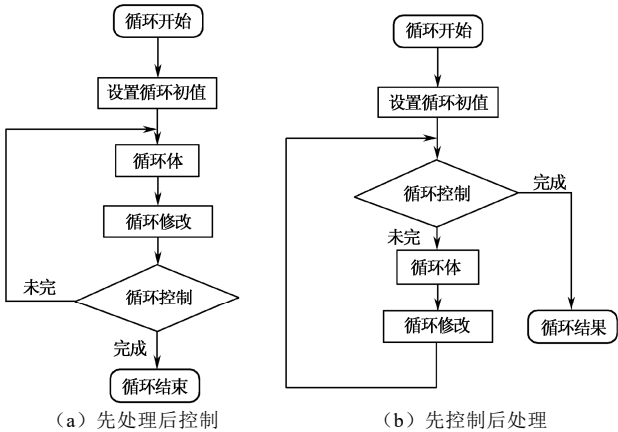 循环开始
设置循环初值
循环体
循环修改
未完
循环控制
完成
循环结束
(a) 先处理后控制
循环开始
设置循环初值
循环控制
完成
未完
循环体
循环修改
循环结果
(b) 先控制后处理